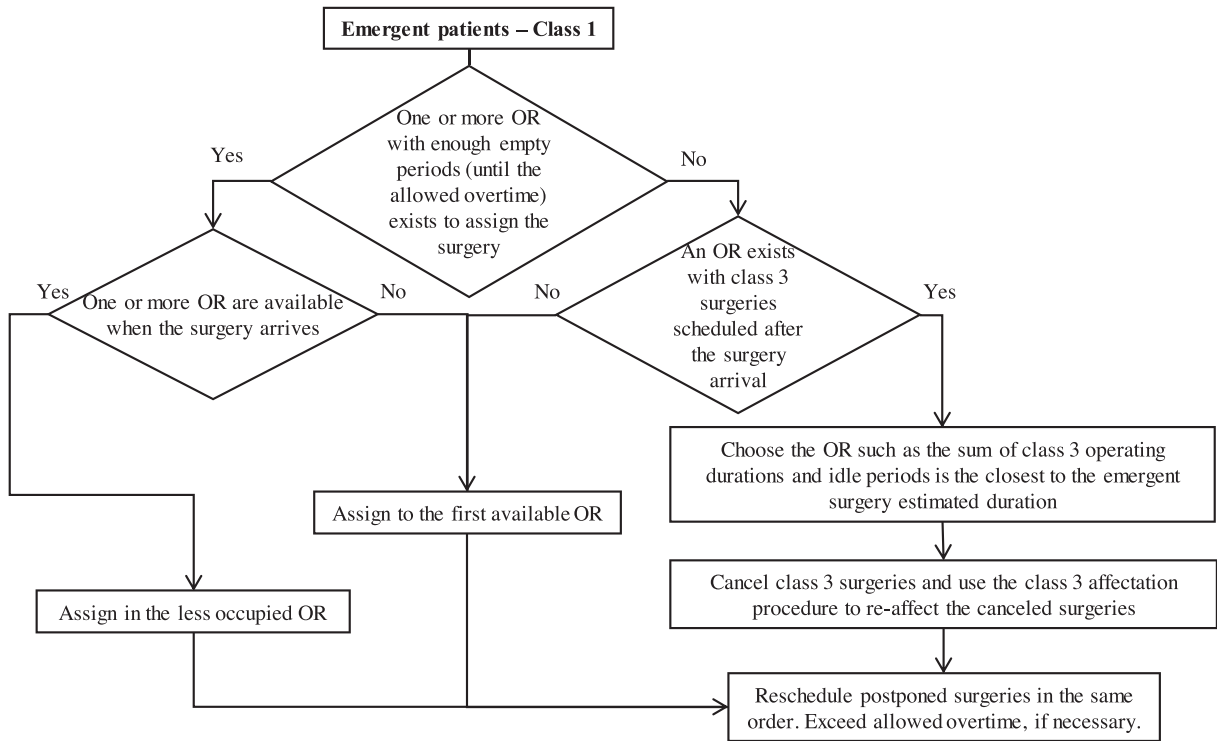 Emergent patients – Class 1
One or more OR
with enough empty
periods (until the
allowed overtime)
exists to assign the
surgery
Yes
No
One or more OR are available
when the surgery arrives
Yes
No
An OR exists
with class 3
surgeries
scheduled after
the surgery
arrival
No
Yes
Choose the OR such as the sum of class 3 operating
durations and idle periods is the closest to the emergent
surgery estimated duration
Assign to the first available OR
Cancel class 3 surgeries and use the class 3 affectation
procedure to re-affect the canceled surgeries
Assign in the less occupied OR
Reschedule postponed surgeries in the same
order. Exceed allowed overtime, if necessary.